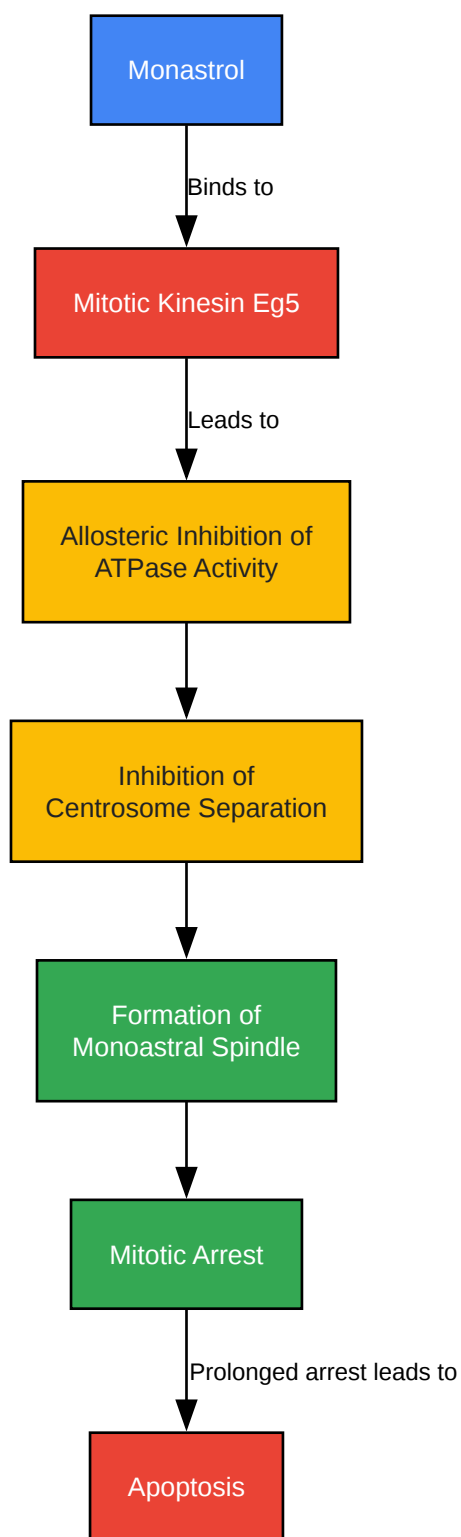 Monastrol
Binds to
Mitotic Kinesin Eg5
Leads to
Allosteric Inhibition of
ATPase Activity
Inhibition of
Centrosome Separation
Formation of
Monoastral Spindle
Mitotic Arrest
Prolonged arrest leads to
Apoptosis